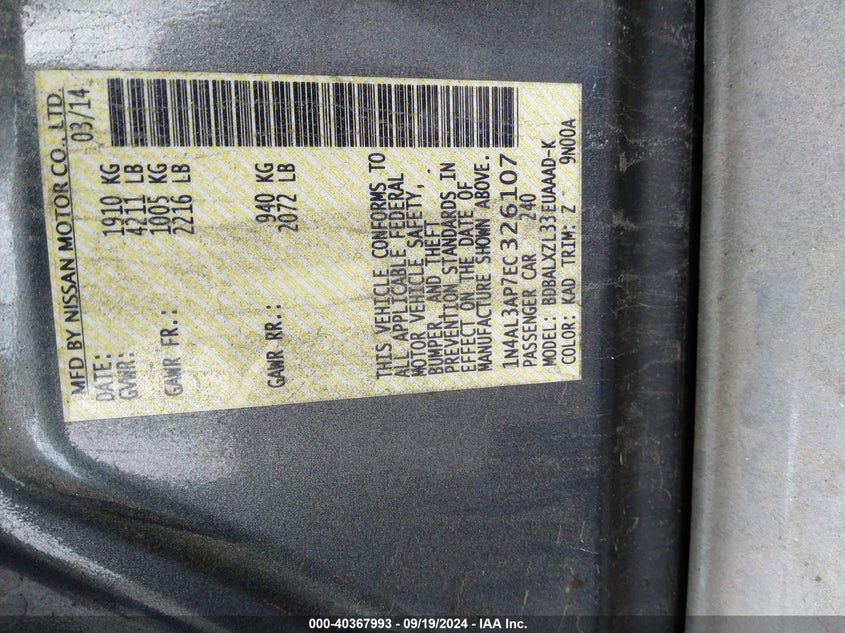 MFD BY NISSAN MOTOR CO., LTD.
DATE: 03/14
GVWR: 1910 KG
4211 LB
GAWR FR.: 1005 KG
2216 LB
GAWR RR.: 940 KG
2072 LB
THIS VEHICLE CONFORMS TO
ALL APPLICABLE FEDERAL
MOTOR VEHICLE SAFETY,
BUMPER, AND THEFT
PREVENTION STANDARDS IN
EFFECT ON THE DATE OF
MANUFACTURE SHOWN ABOVE.
1N4AL3AP7EC326107
PASSENGER CAR 240
MODEL: BDBALXZL33EUAAAD-K
COLOR: KAD TRIM: Z 9N00A
000-40367993 - 09/19/2024 - IAA Inc.